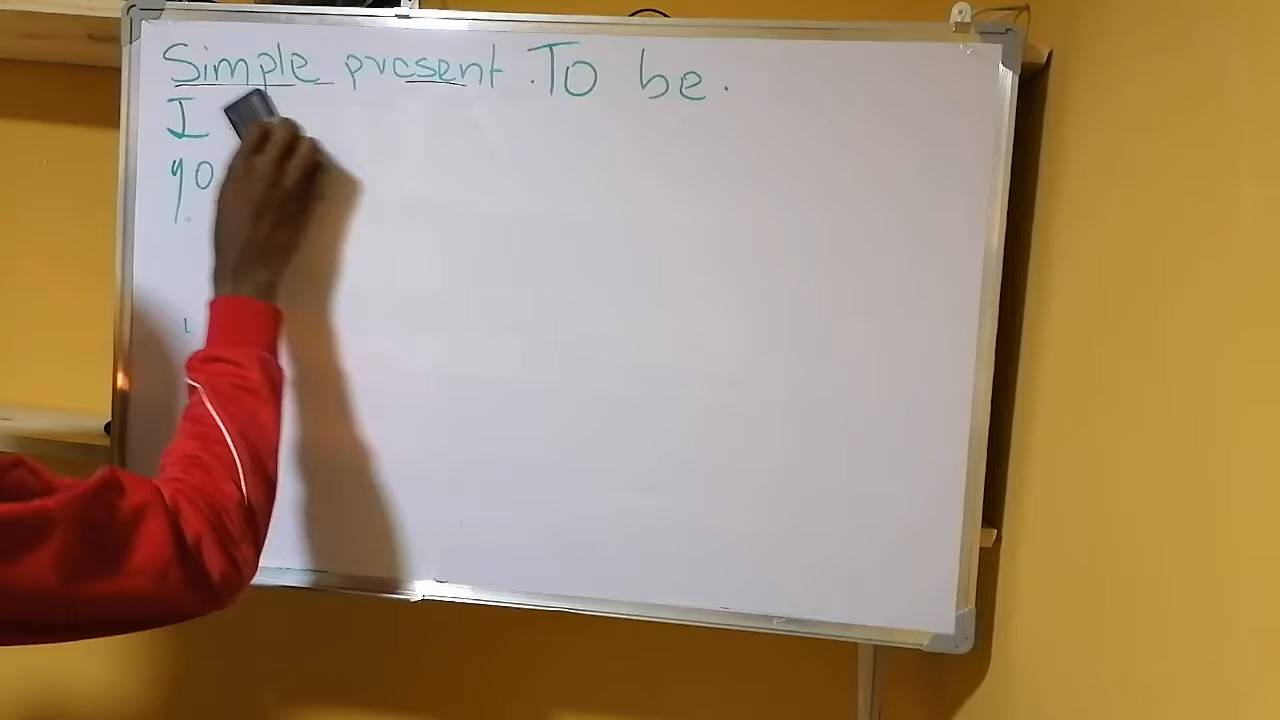 Simple present . To be .
I
yo